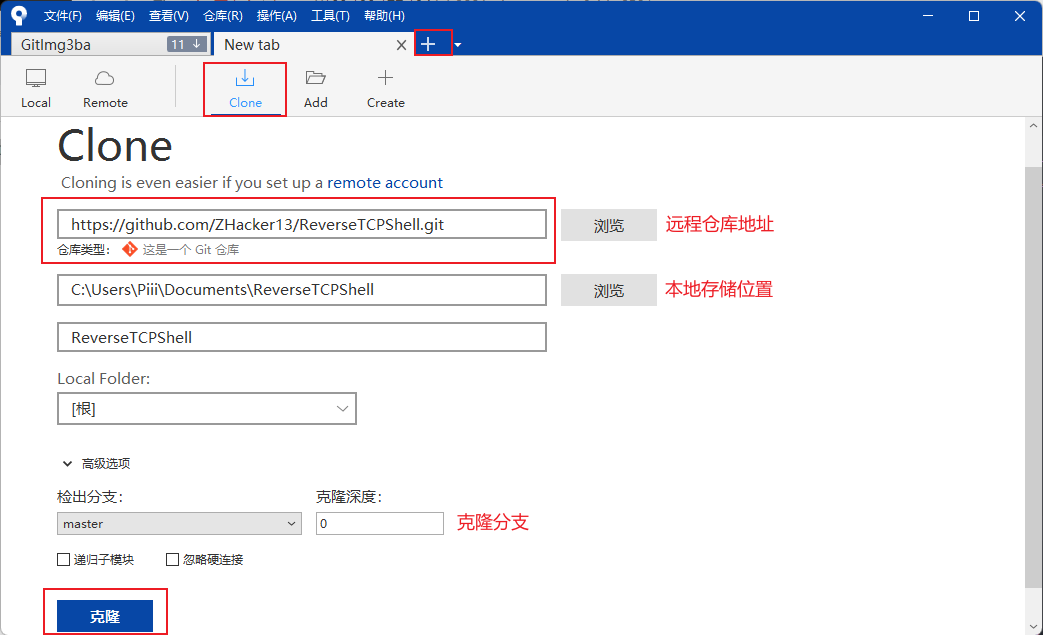 文件(F) 编辑(E) 查看(V) 仓库(R) 操作(A) 工具(T) 帮助(H)
GitImg3ba 11 ↓ New tab
Local Remote Clone Add Create
Clone
Cloning is even easier if you set up a remote account
https://github.com/ZHacker13/ReverseTCPShell.git 浏览 远程仓库地址
仓库类型: 这是一个 Git 仓库
C:\Users\Piii\Documents\ReverseTCPShell 浏览 本地存储位置
ReverseTCPShell
Local Folder:
[根]
高级选项
检出分支: 克隆深度:
master 0 克隆分支
递归子模块 忽略硬连接
克隆